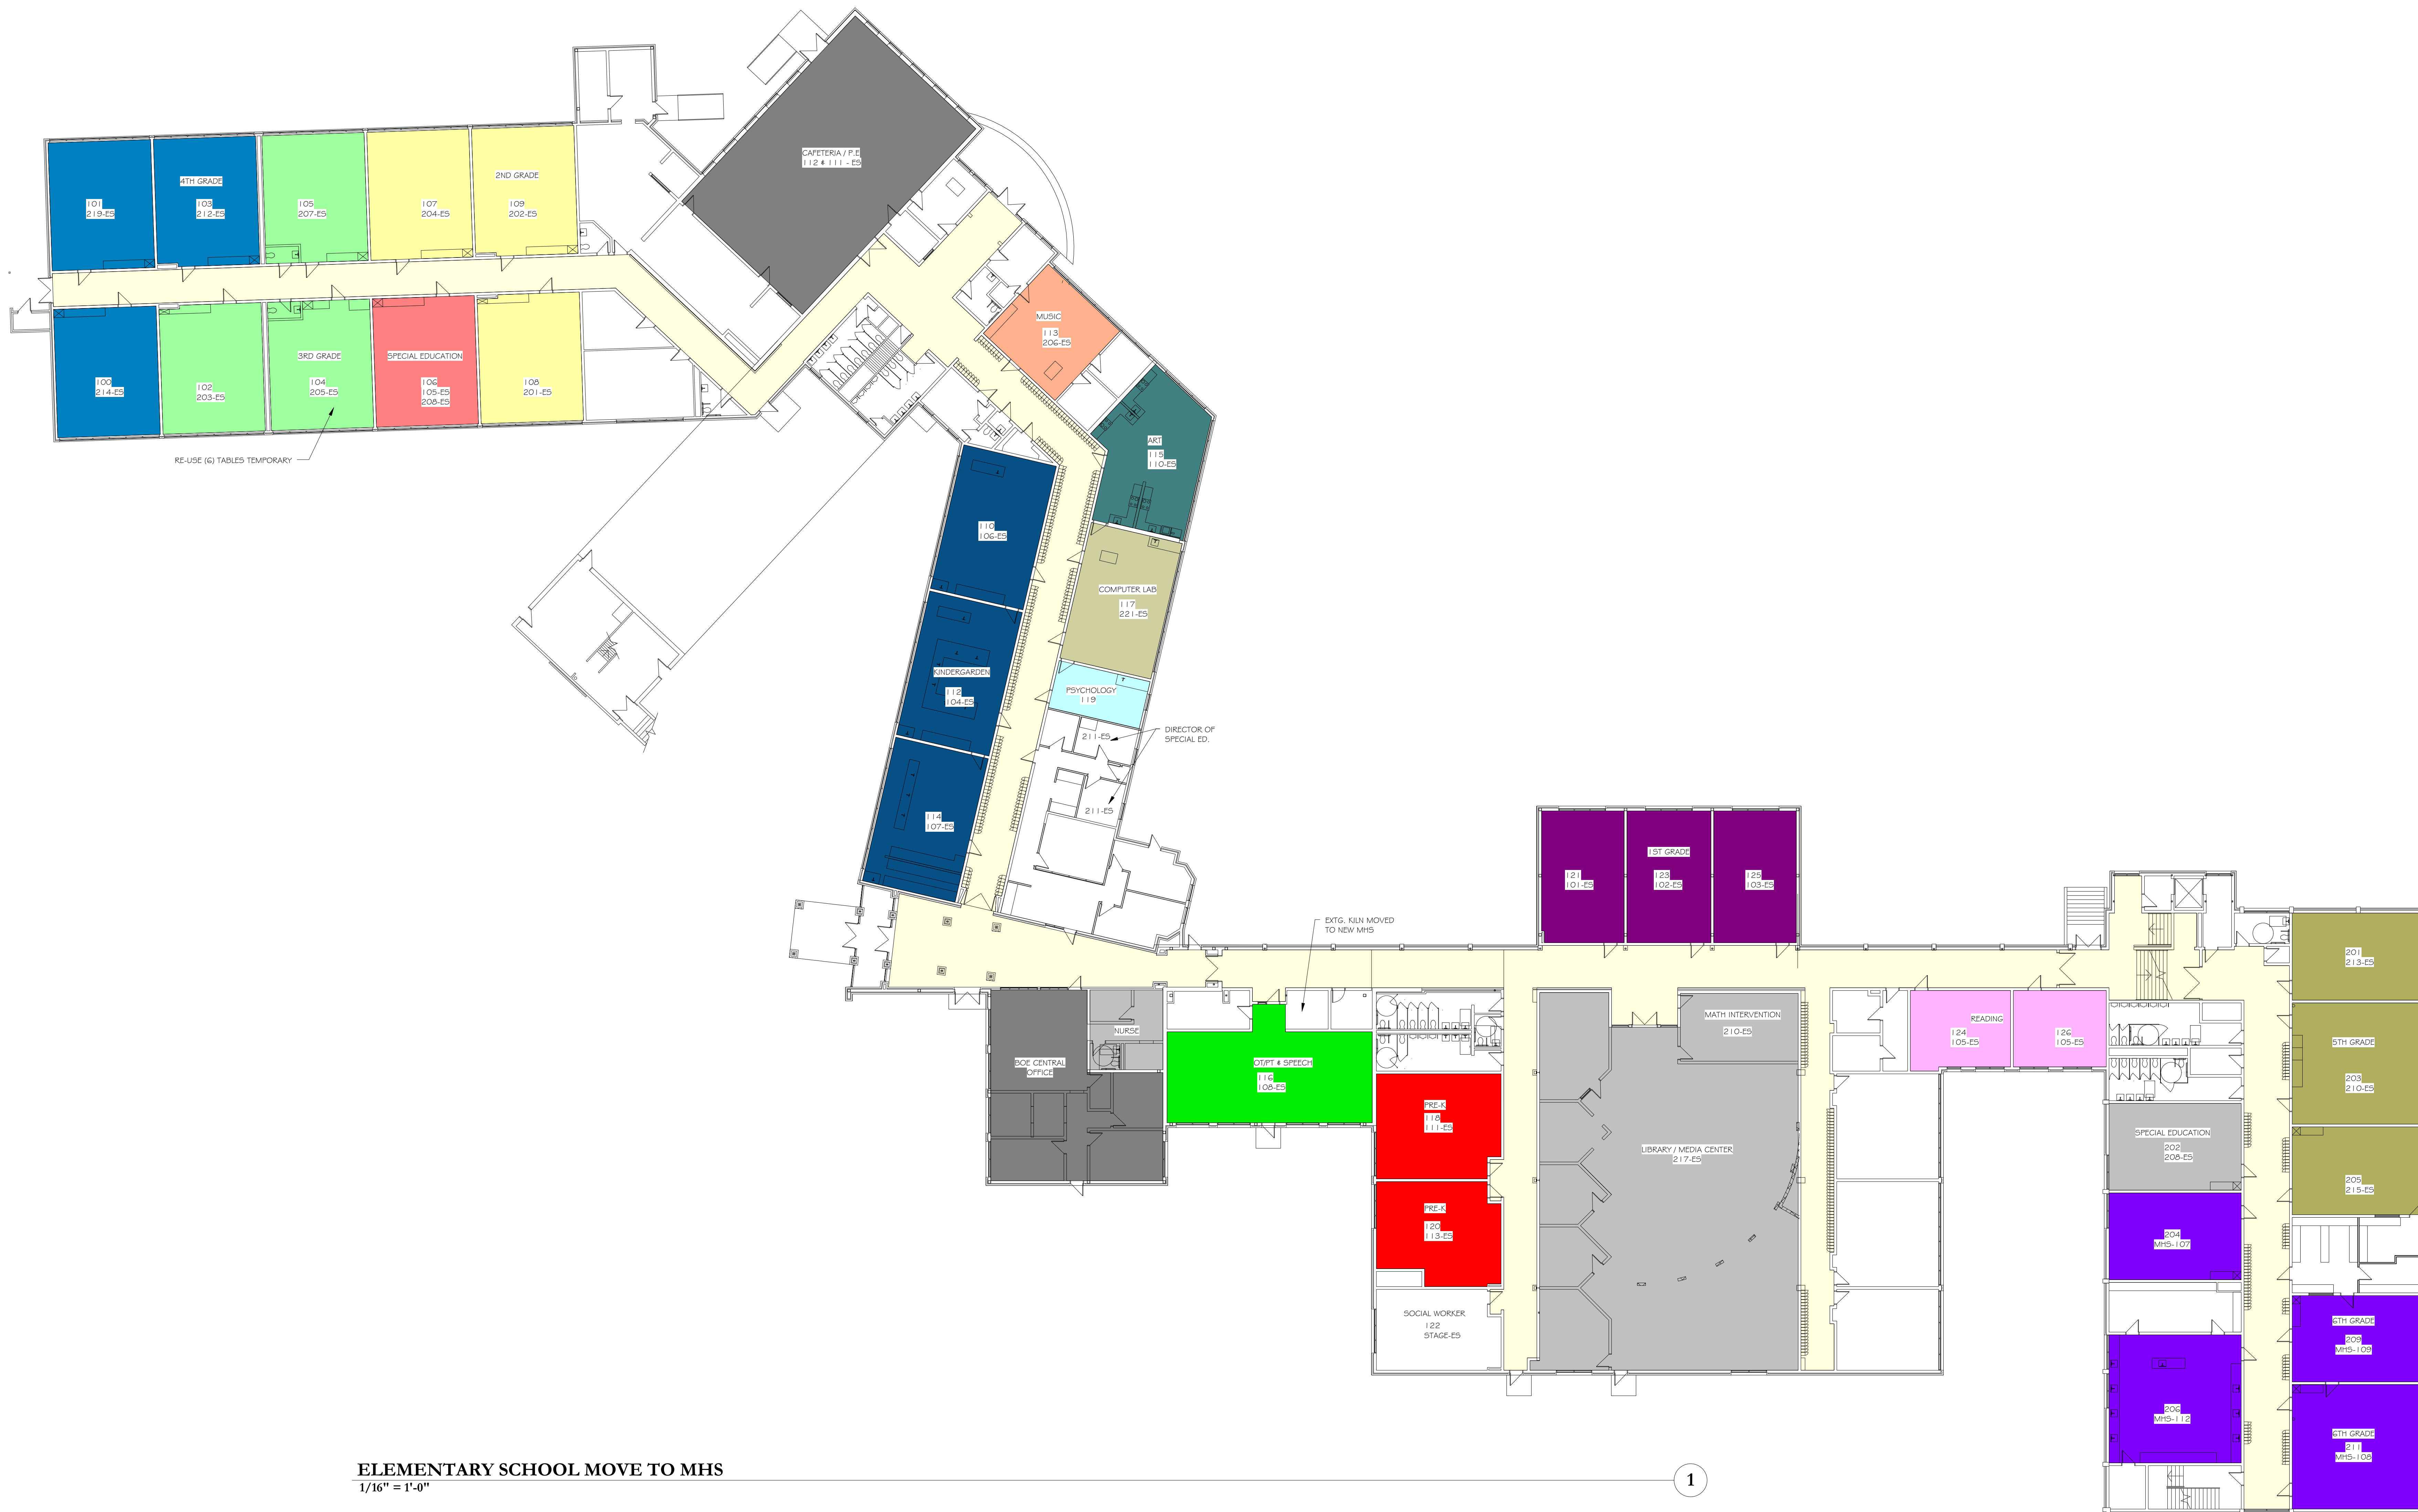 CAFETERIA / P.E.
112 & 111 - ES
101
219-ES
4TH GRADE
103
212-ES
105
207-ES
107
204-ES
2ND GRADE
109
202-ES
100
214-ES
102
203-ES
3RD GRADE
104
205-ES
SPECIAL EDUCATION
106
105-ES
208-ES
108
201-ES
RE-USE (6) TABLES TEMPORARY
MUSIC
113
206-ES
ART
115
110-ES
110
106-ES
COMPUTER LAB
117
221-ES
KINDERGARDEN
112
104-ES
PSYCHOLOGY
119
211-ES
DIRECTOR OF
SPECIAL ED.
211-ES
114
107-ES
EXTG. KILN MOVED
TO NEW MHS
121
101-ES
1ST GRADE
123
102-ES
125
103-ES
NURSE
BOE CENTRAL
OFFICE
OT/PT & SPEECH
116
108-ES
PRE-K
118
111-ES
PRE-K
120
113-ES
SOCIAL WORKER
122
STAGE-ES
MATH INTERVENTION
210-ES
LIBRARY / MEDIA CENTER
217-ES
READING
124
105-ES
126
105-ES
201
213-ES
5TH GRADE
203
210-ES
SPECIAL EDUCATION
202
208-ES
205
215-ES
204
MHS-107
6TH GRADE
209
MHS-109
206
MHS-112
6TH GRADE
211
MHS-108
ELEMENTARY SCHOOL MOVE TO MHS
1/16" = 1'-0"
1